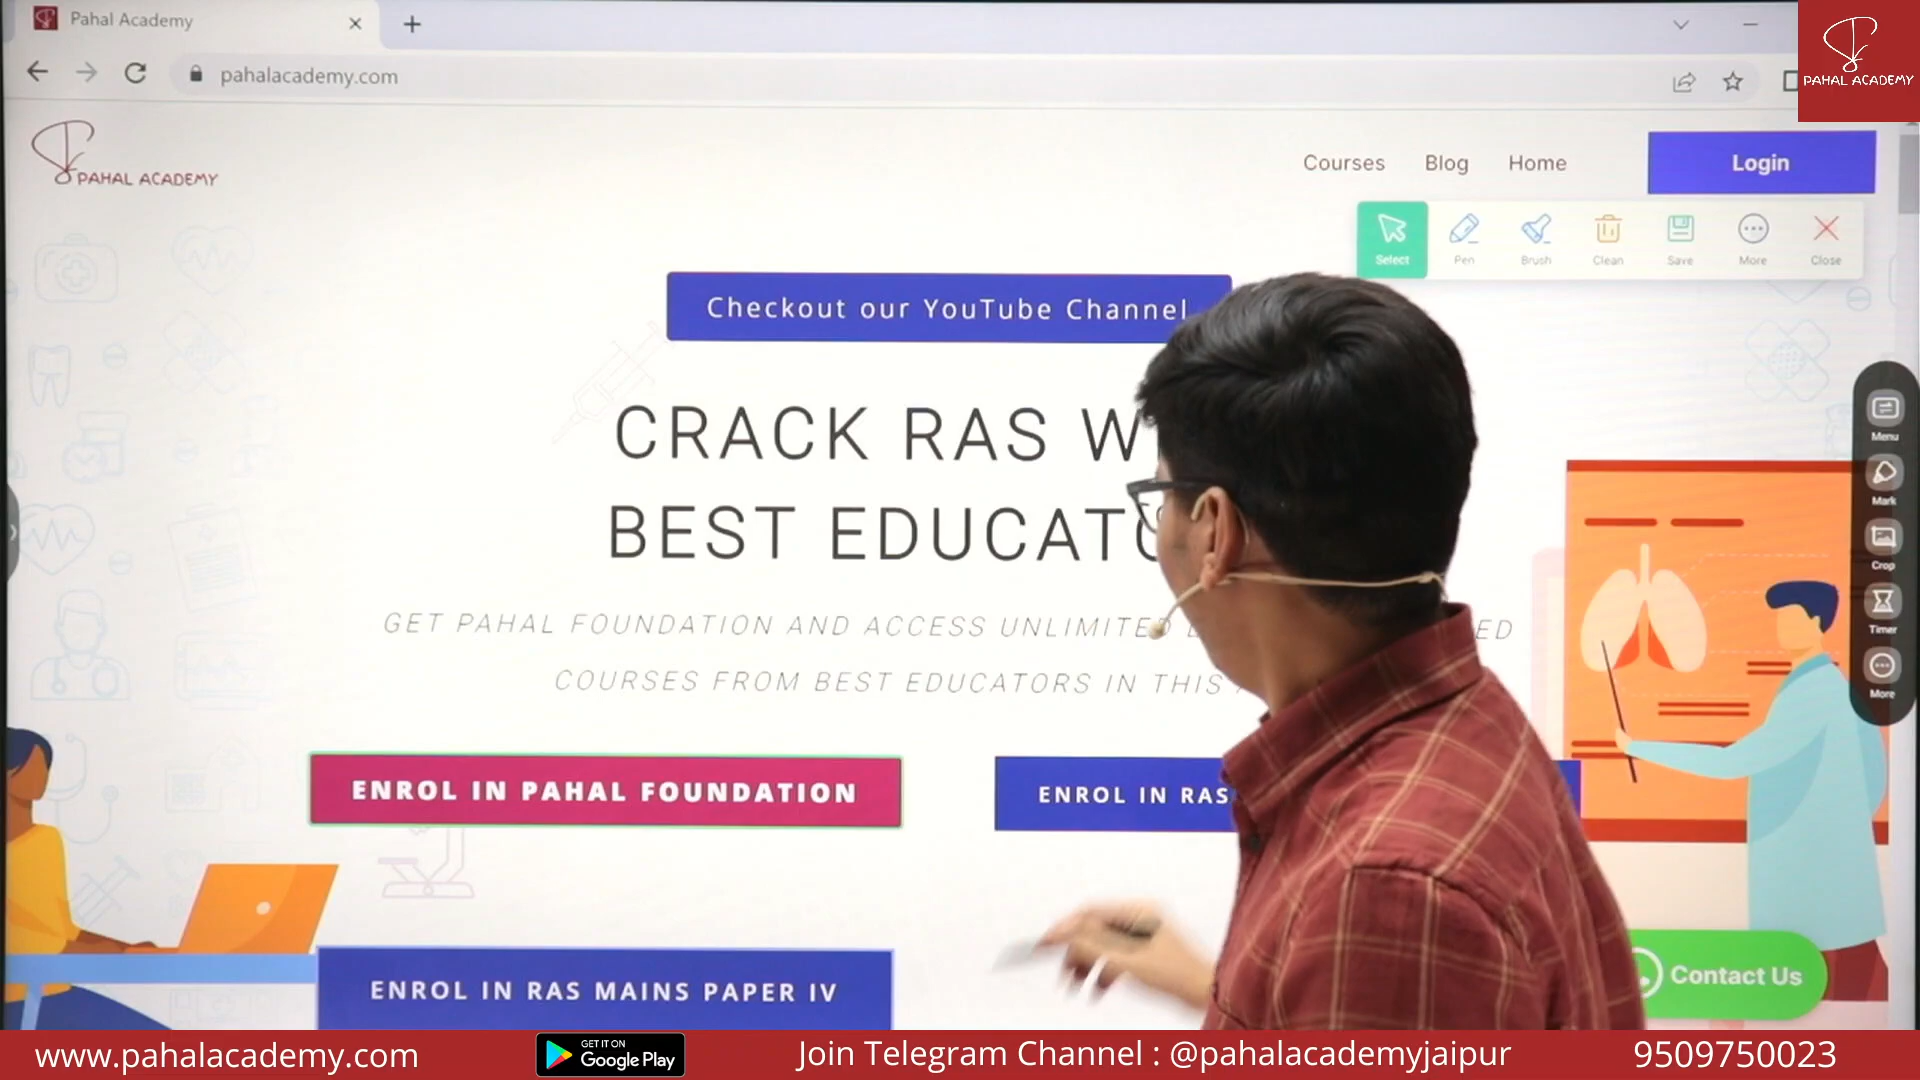 Pahal Academy
pahalacademy.com
PAHAL ACADEMY
PAHAL ACADEMY
Courses Blog Home Login
Select Pen Brush Clean Save More Close
Checkout our YouTube Channel
CRACK RAS W
BEST EDUCATO
GET PAHAL FOUNDATION AND ACCESS UNLIMITED ED
COURSES FROM BEST EDUCATORS IN THIS
Menu
Mark
Crop
Timer
More
ENROL IN PAHAL FOUNDATION
ENROL IN RAS
ENROL IN RAS MAINS PAPER IV
Contact Us
www.pahalacademy.com
GET IT ON
Google Play
Join Telegram Channel : @pahalacademyjaipur
9509750023